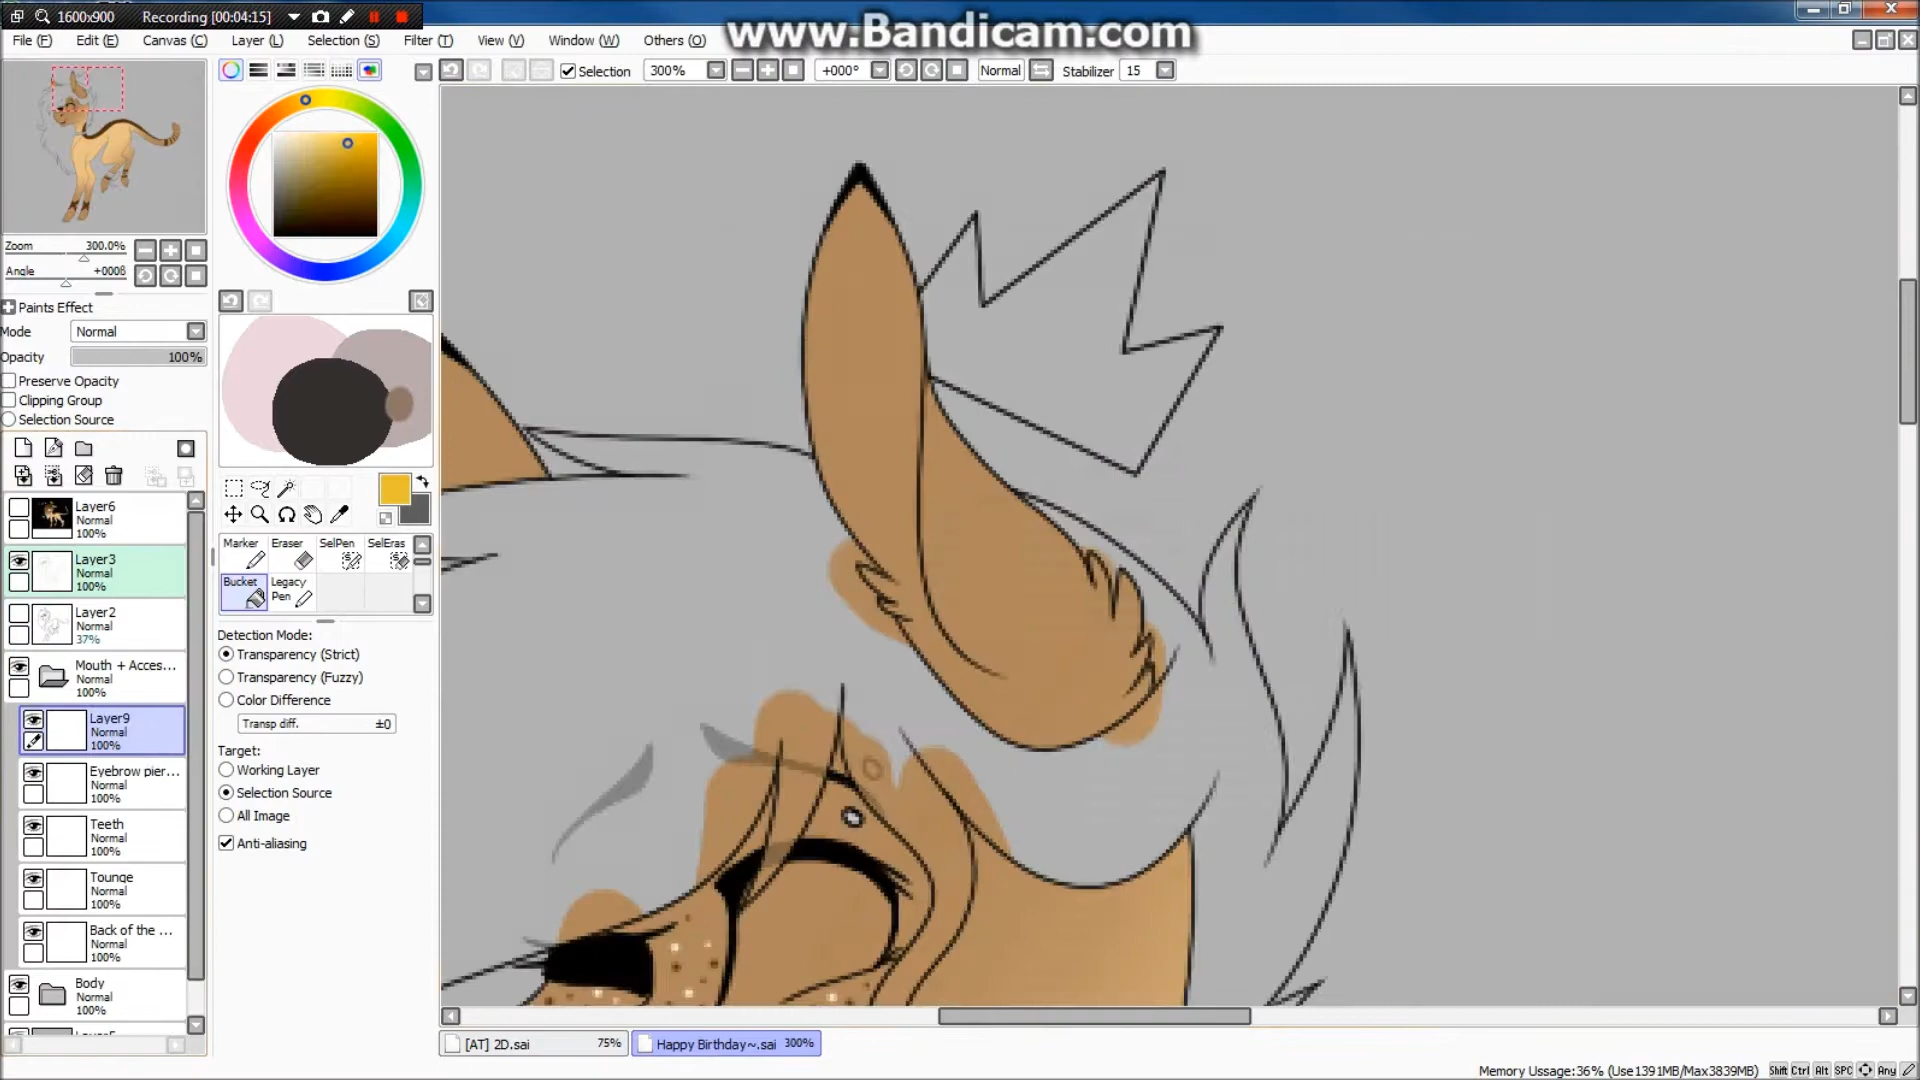 1600x900 Recording [00:04:15]
www.Bandicam.com
File (F) Edit (E) Canvas (C) Layer (L) Selection (S) Filter (T) View (V) Window (W) Others (O)
Selection 300% +000° Normal Stabilizer 15
Zoom 300.0%
Angle +000ß
Paints Effect
Mode Normal
Opacity 100%
Preserve Opacity
Clipping Group
Selection Source
Layer6
Normal
100%
Layer3
Normal
100%
Layer2
Normal
37%
Mouth + Acces...
Normal
100%
Layer9
Normal
100%
Eyebrow pier...
Normal
100%
Teeth
Normal
100%
Tounge
Normal
100%
Back of the ...
Normal
100%
Body
Normal
100%
Marker Eraser SelPen SelEras
Bucket Legacy
Pen
Detection Mode:
Transparency (Strict)
Transparency (Fuzzy)
Color Difference
Transp diff. ±0
Target:
Working Layer
Selection Source
All Image
Anti-aliasing
[AT] 2D.sai 75% Happy Birthday~.sai 300%
Memory Ussage:36% (Use1391MB/Max3839MB) Shift Ctrl Alt SPC Any